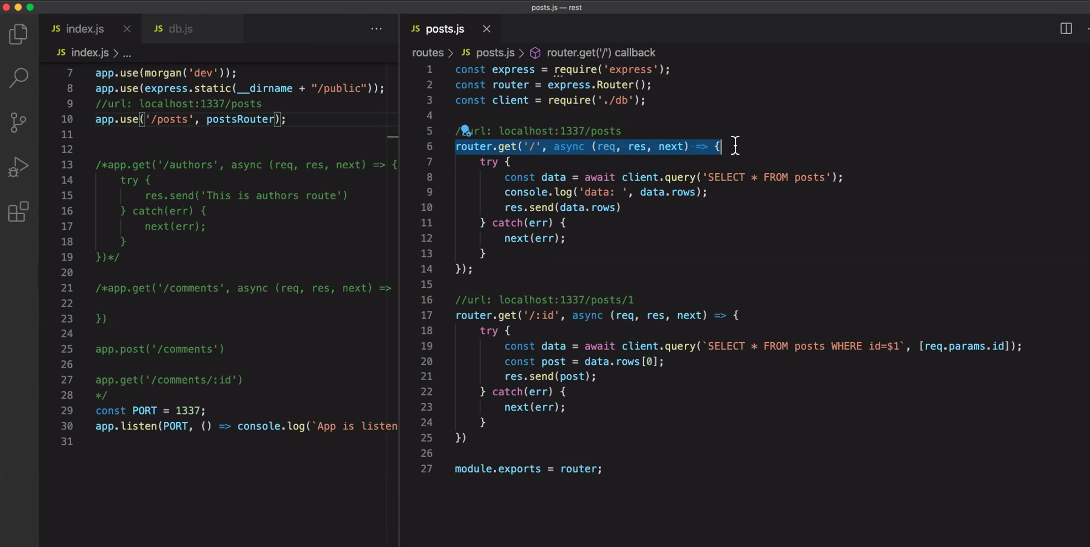 posts.js — rest
JS index.js
JS db.js
JS index.js > ...
7 app.use(morgan('dev'));
8 app.use(express.static(__dirname + "/public"));
9 //url: localhost:1337/posts
10 app.use('/posts', postsRouter);
11
12
13 /*app.get('/authors', async (req, res, next) => {
14 try {
15 res.send('This is authors route')
16 } catch(err) {
17 next(err);
18 }
19 })*/
20
21 /*app.get('/comments', async (req, res, next) =>
22
23 })
24
25 app.post('/comments')
26
27 app.get('/comments/:id')
28 */
29 const PORT = 1337;
30 app.listen(PORT, () => console.log(`App is listen
31
JS posts.js
routes > JS posts.js > router.get('/') callback
1 const express = require('express');
2 const router = express.Router();
3 const client = require('./db');
4
5 //url: localhost:1337/posts
6 router.get('/', async (req, res, next) => {
7 try {
8 const data = await client.query('SELECT * FROM posts');
9 console.log('data: ', data.rows);
10 res.send(data.rows)
11 } catch(err) {
12 next(err);
13 }
14 });
15
16 //url: localhost:1337/posts/1
17 router.get('/:id', async (req, res, next) => {
18 try {
19 const data = await client.query(`SELECT * FROM posts WHERE id=$1`, [req.params.id]);
20 const post = data.rows[0];
21 res.send(post);
22 } catch(err) {
23 next(err);
24 }
25 })
26
27 module.exports = router;